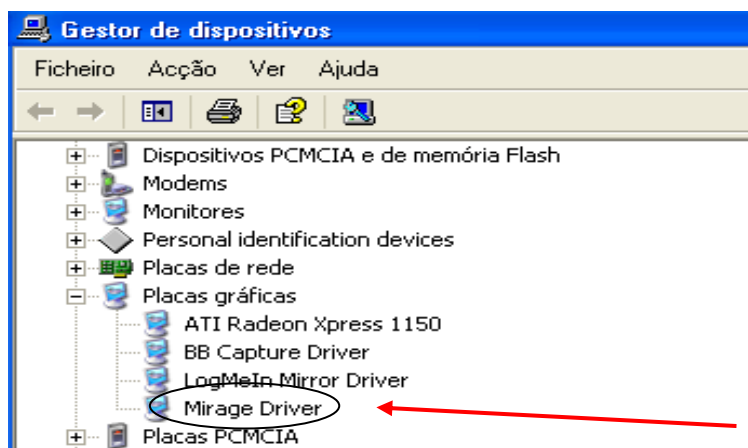 Gestor de dispositivos
Ficheiro Acção Ver Ajuda
Dispositivos PCMCIA e de memória Flash
Modems
Monitores
Personal identification devices
Placas de rede
Placas gráficas
ATI Radeon Xpress 1150
BB Capture Driver
LogMeIn Mirror Driver
Mirage Driver
Placas PCMCIA